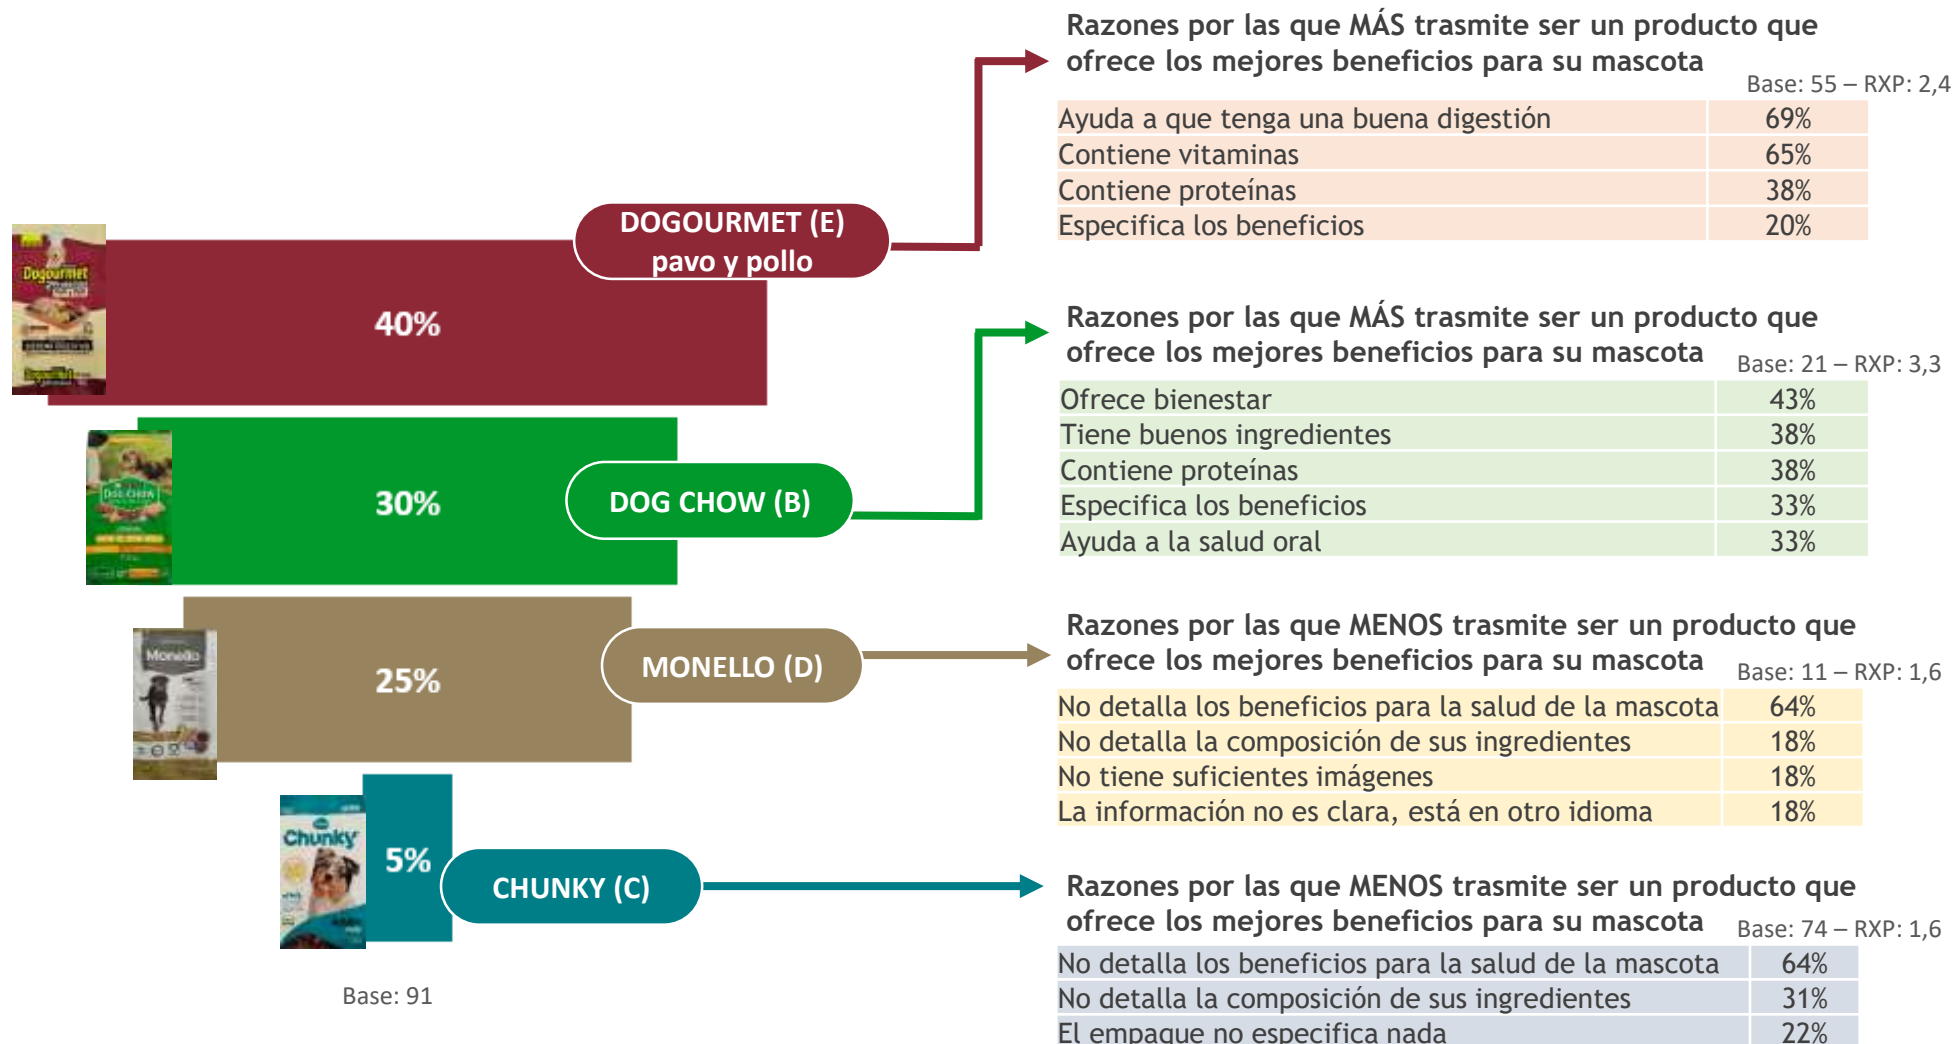 Razones por las que MÁS trasmite ser un producto que
ofrece los mejores beneficios para su mascota
Base: 55 – RXP: 2,4
Ayuda a que tenga una buena digestión 69%
Contiene vitaminas 65%
Contiene proteínas 38%
Especifica los beneficios 20%
DOGOURMET (E)
pavo y pollo
Dogourmet
40%
Razones por las que MÁS trasmite ser un producto que
ofrece los mejores beneficios para su mascota
Base: 21 – RXP: 3,3
Ofrece bienestar 43%
Tiene buenos ingredientes 38%
Contiene proteínas 38%
Especifica los beneficios 33%
Ayuda a la salud oral 33%
DOG CHOW
30%
DOG CHOW (B)
Razones por las que MENOS trasmite ser un producto que
ofrece los mejores beneficios para su mascota
Base: 11 – RXP: 1,6
No detalla los beneficios para la salud de la mascota 64%
No detalla la composición de sus ingredientes 18%
No tiene suficientes imágenes 18%
La información no es clara, está en otro idioma 18%
Monello
25%
MONELLO (D)
Chunky
5%
CHUNKY (C)
Razones por las que MENOS trasmite ser un producto que
ofrece los mejores beneficios para su mascota
Base: 74 – RXP: 1,6
No detalla los beneficios para la salud de la mascota 64%
No detalla la composición de sus ingredientes 31%
El empaque no especifica nada 22%
Base: 91